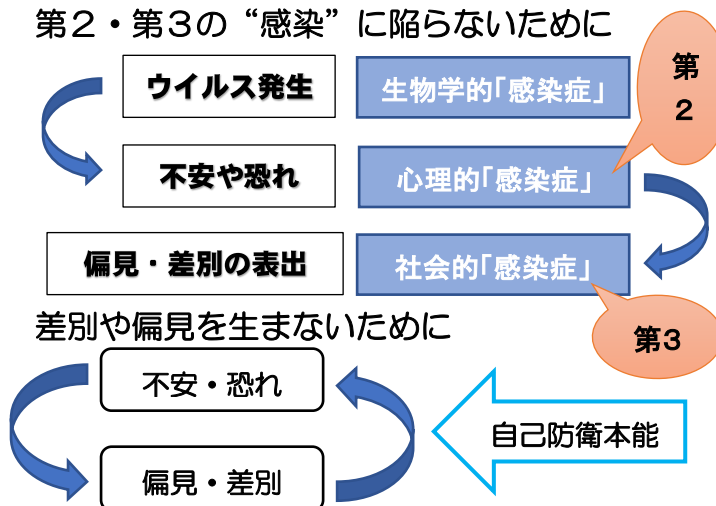 第２・第３の“感染”に陥らないために
ウイルス発生
生物学的「感染症」
第
２
不安や恐れ
心理的「感染症」
偏見・差別の表出
社会的「感染症」
第３
差別や偏見を生まないために
不安・恐れ
自己防衛本能
偏見・差別